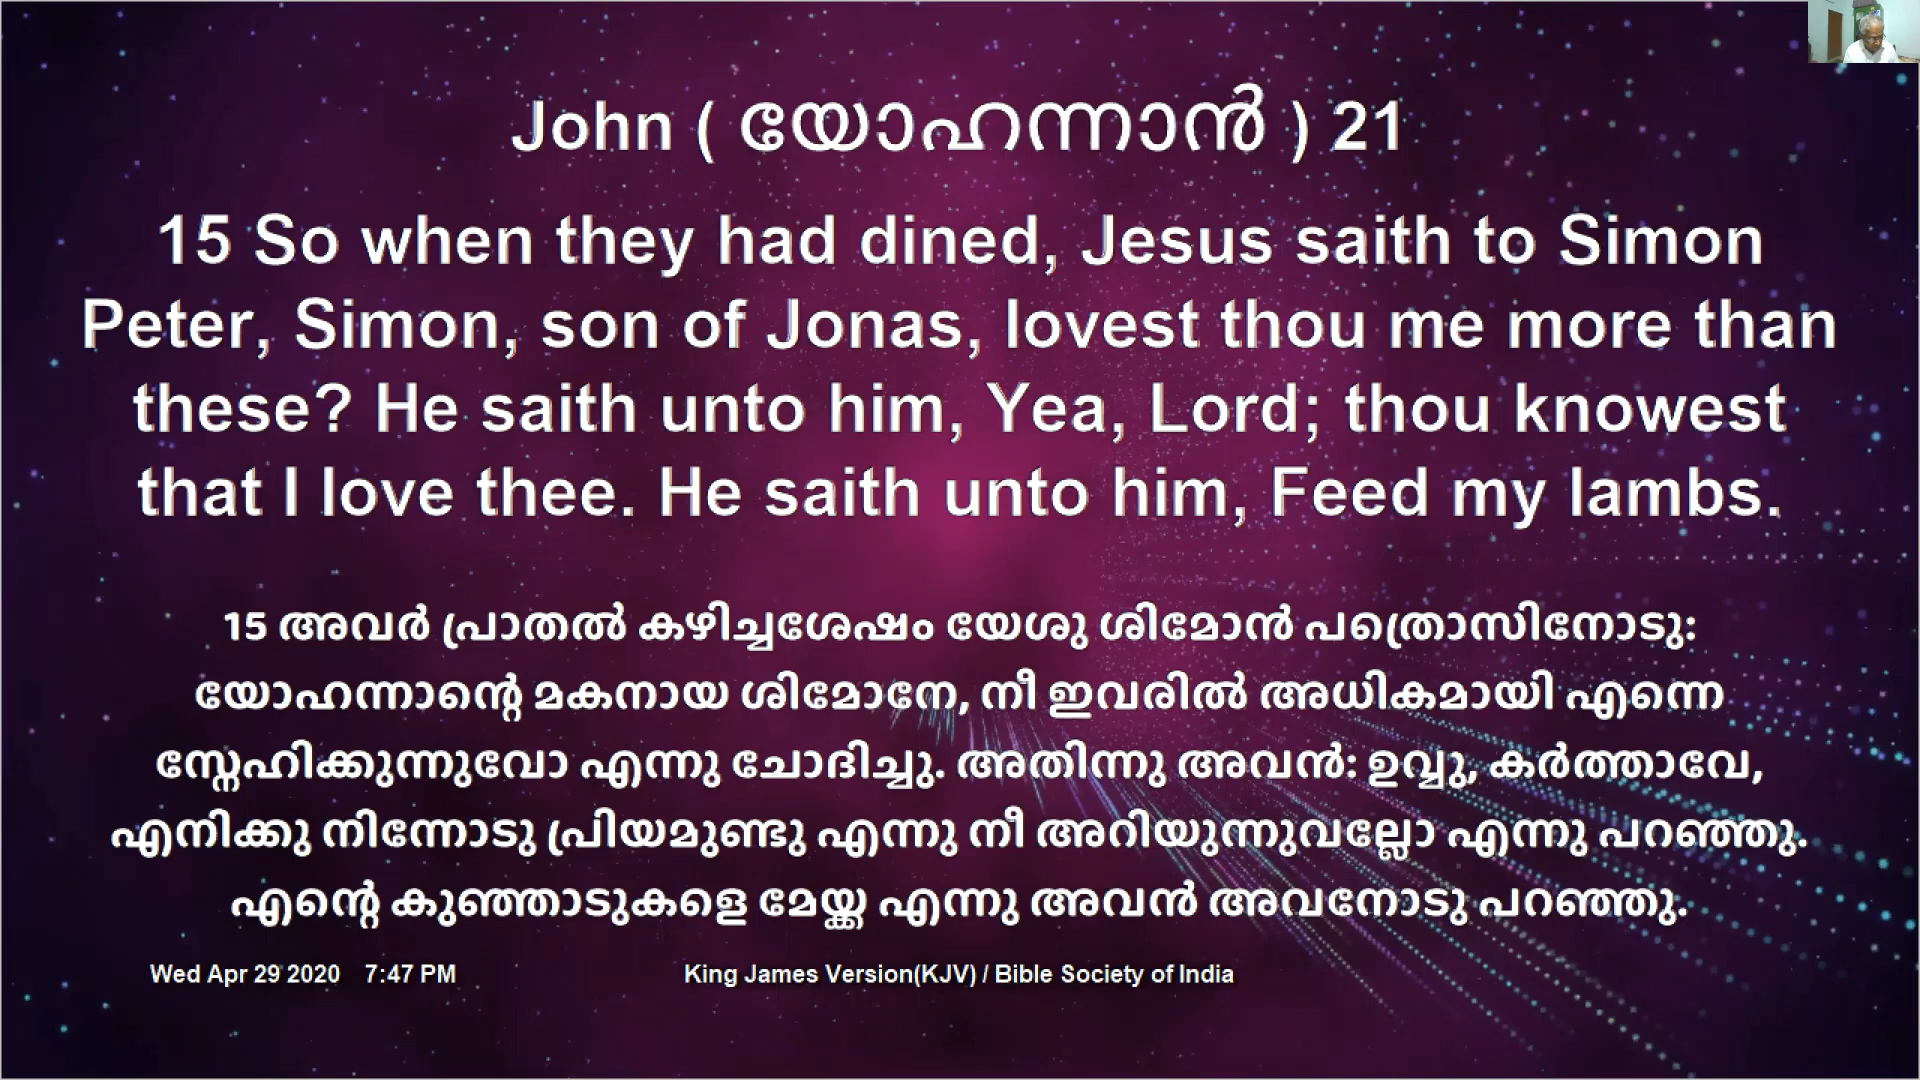 John ( യോഹന്നാൻ ) 21
15 So when they had dined, Jesus saith to Simon
Peter, Simon, son of Jonas, lovest thou me more than
these? He saith unto him, Yea, Lord; thou knowest
that I love thee. He saith unto him, Feed my lambs.
15 അവർ പ്രാതൽ കഴിച്ചശേഷം യേശു ശിമോൻ പത്രൊസിനോടു:
യോഹന്നാന്റെ മകനായ ശിമോനേ, നീ ഇവരിൽ അധികമായി എന്നെ
സ്നേഹിക്കുന്നുവോ എന്നു ചോദിച്ചു. അതിന്നു അവൻ: ഉവ്വു, കർത്താവേ,
എനിക്കു നിന്നോടു പ്രിയമുണ്ടു എന്നു നീ അറിയുന്നുവല്ലോ എന്നു പറഞ്ഞു.
എന്റെ കുഞ്ഞാടുകളെ മേയ്ക്ക എന്നു അവൻ അവനോടു പറഞ്ഞു.
Wed Apr 29 2020 7:47 PM King James Version(KJV) / Bible Society of India